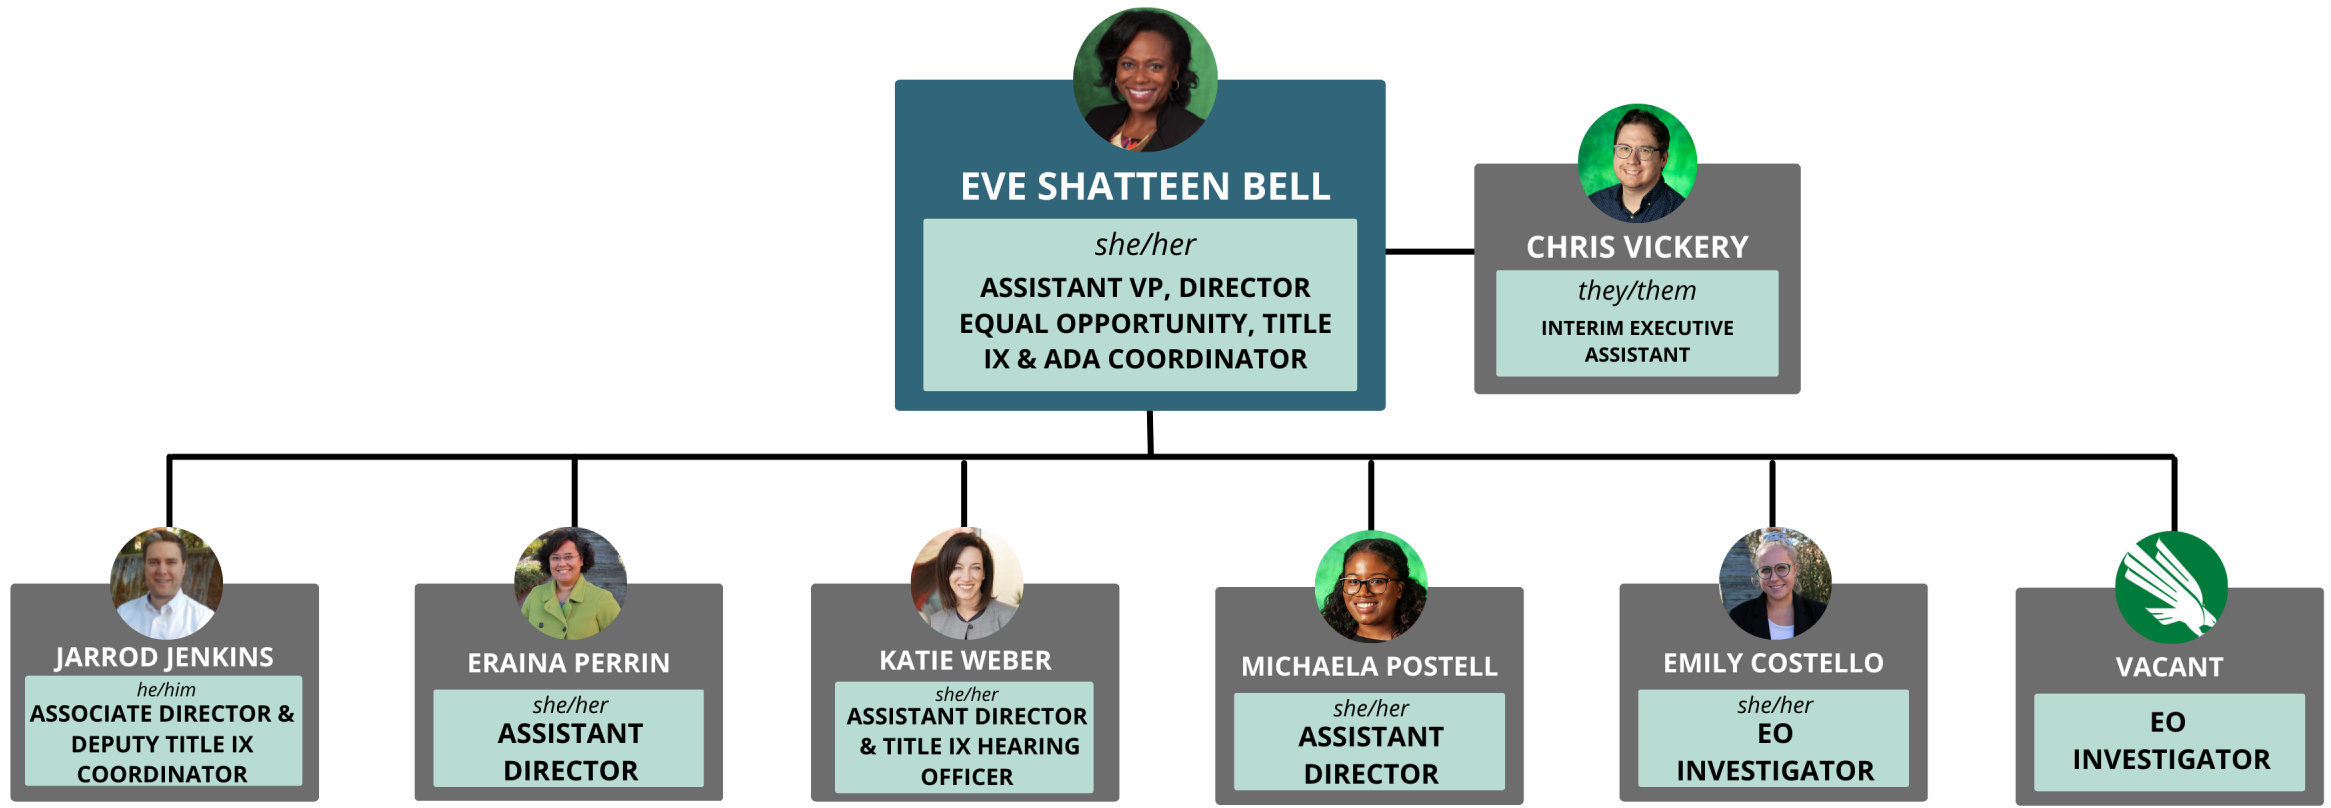 EVE SHATTEEN BELL
she/her
ASSISTANT VP, DIRECTOR
EQUAL OPPORTUNITY, TITLE
IX & ADA COORDINATOR
CHRIS VICKERY
they/them
INTERIM EXECUTIVE
ASSISTANT
JARROD JENKINS
he/him
ASSOCIATE DIRECTOR &
DEPUTY TITLE IX
COORDINATOR
ERAINA PERRIN
she/her
ASSISTANT
DIRECTOR
KATIE WEBER
she/her
ASSISTANT DIRECTOR
& TITLE IX HEARING
OFFICER
MICHAELA POSTELL
she/her
ASSISTANT
DIRECTOR
EMILY COSTELLO
she/her
EO
INVESTIGATOR
VACANT
EO
INVESTIGATOR